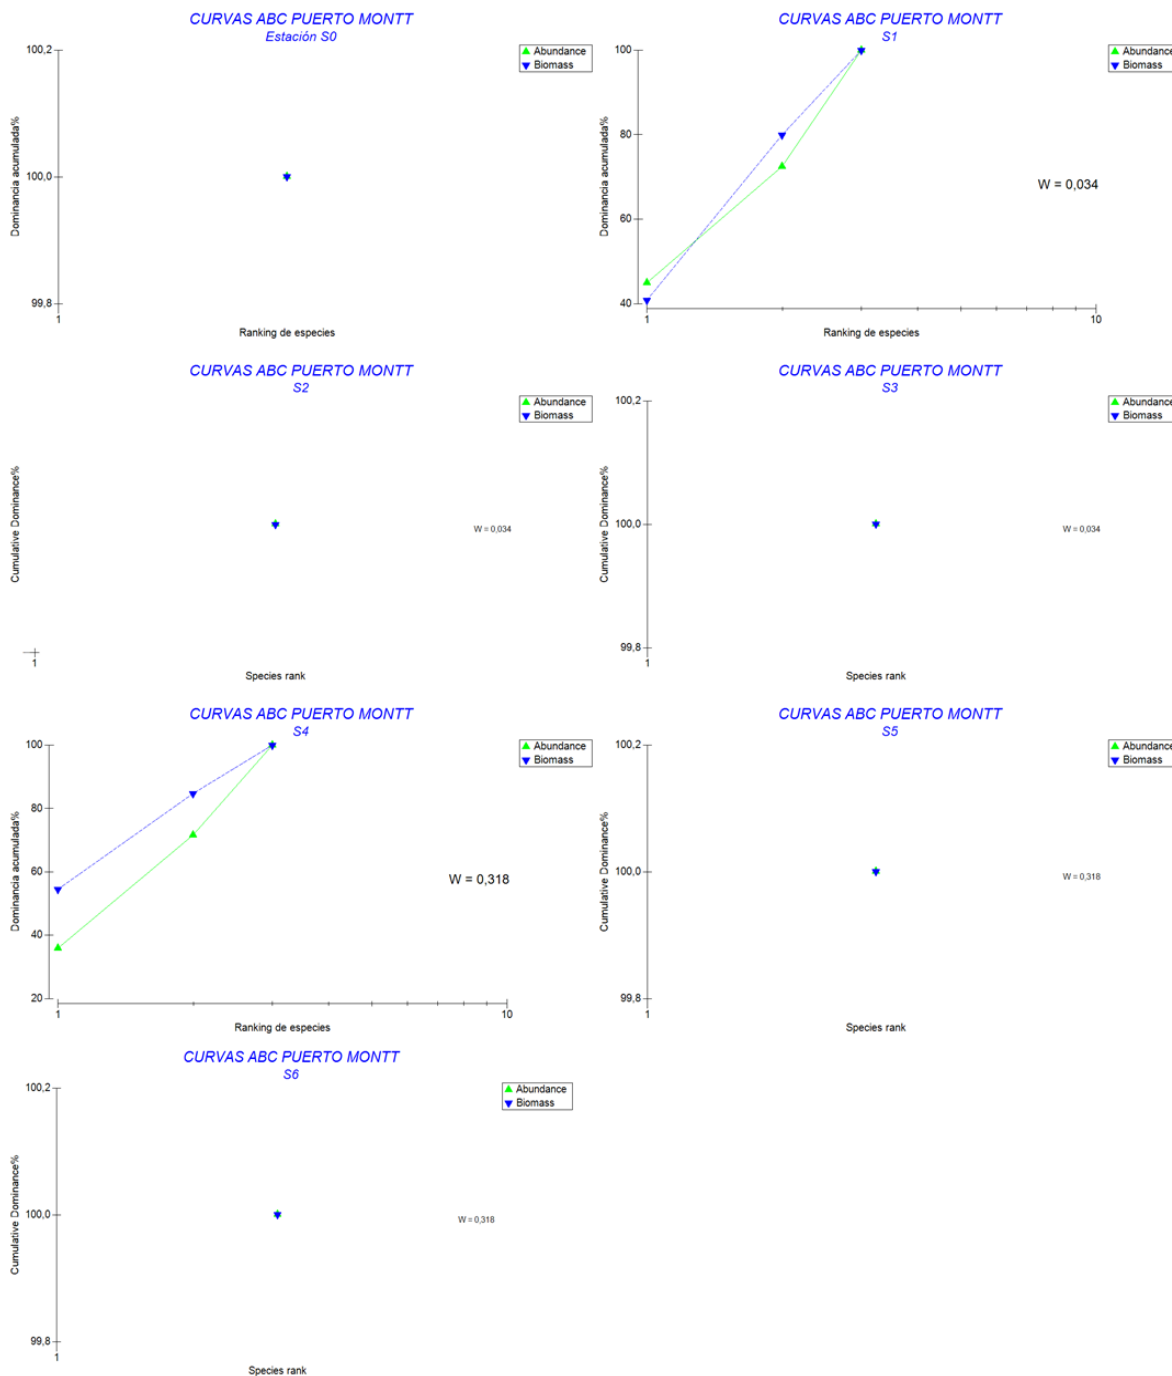 CURVAS ABC PUERTO MONTT
Estación S0
Abundance
Biomass
100,2
100,0
99,8
Dominancia acumulada%
1
Ranking de especies
CURVAS ABC PUERTO MONTT
S1
Abundance
Biomass
100
80
60
40
Dominancia acumulada%
W = 0,034
1
10
Ranking de especies
CURVAS ABC PUERTO MONTT
S2
Abundance
Biomass
Cumulative Dominance%
W = 0,034
1
Species rank
CURVAS ABC PUERTO MONTT
S3
Abundance
Biomass
100,2
100,0
99,8
Cumulative Dominance%
W = 0,034
1
Species rank
CURVAS ABC PUERTO MONTT
S4
Abundance
Biomass
100
80
60
40
20
Dominancia acumulada%
W = 0,318
1
10
Ranking de especies
CURVAS ABC PUERTO MONTT
S5
Abundance
Biomass
100,2
100,0
99,8
Cumulative Dominance%
W = 0,318
1
Species rank
CURVAS ABC PUERTO MONTT
S6
Abundance
Biomass
100,2
100,0
99,8
Cumulative Dominance%
W = 0,318
1
Species rank